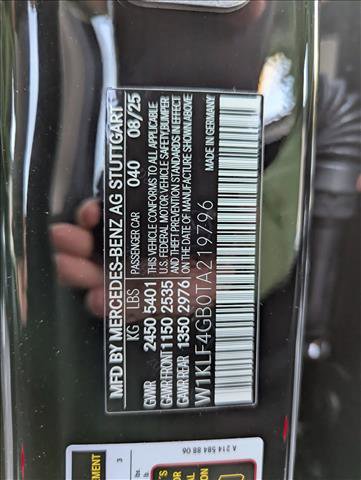 MFD BY MERCEDES-BENZ AG STUTTGART
PASSENGER CAR 040 08/25
KG LBS
GVWR 2450 5401
GAWR FRONT 1150 2535
GAWR REAR 1350 2976
THIS VEHICLE CONFORMS TO ALL APPLICABLE
U.S. FEDERAL MOTOR VEHICLE SAFETY, BUMPER,
AND THEFT PREVENTION STANDARDS IN EFFECT
ON THE DATE OF MANUFACTURE SHOWN ABOVE.
MADE IN GERMANY
W1KLF4GB0TA219796
A 214 584 88 06
EMENT
3